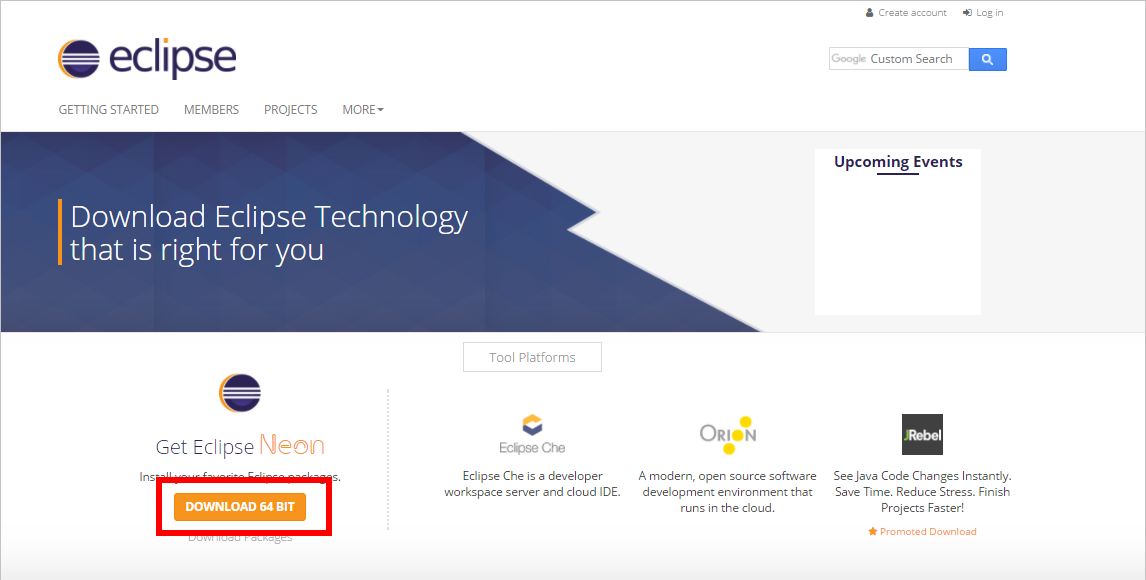 Create account Log in
eclipse
Google Custom Search
GETTING STARTED MEMBERS PROJECTS MORE
Upcoming Events
Download Eclipse Technology
that is right for you
Tool Platforms
Get Eclipse Neon
Install your favorite Eclipse packages.
DOWNLOAD 64 BIT
Download Packages
Eclipse Che
Eclipse Che is a developer
workspace server and cloud IDE.
ORION
A modern, open source software
development environment that
runs in the cloud.
JRebel
See Java Code Changes Instantly.
Save Time. Reduce Stress. Finish
Projects Faster!
Promoted Download